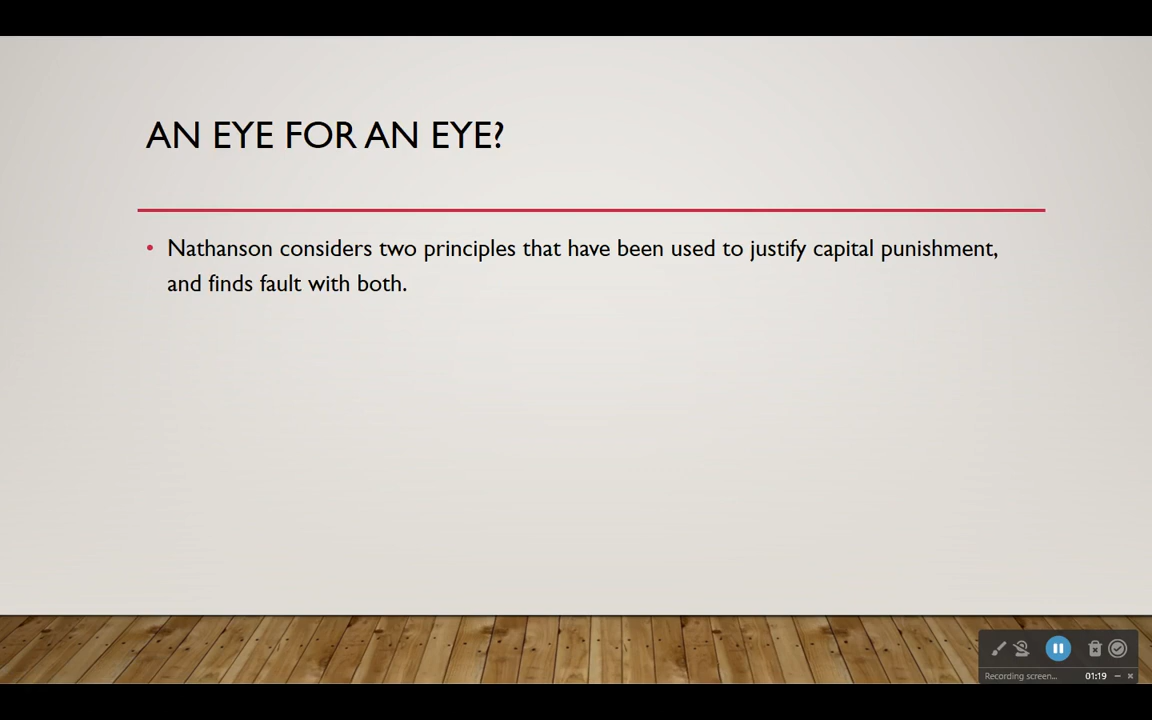 AN EYE FOR AN EYE?
• Nathanson considers two principles that have been used to justify capital punishment,
and finds fault with both.
Recording screen... 01:19